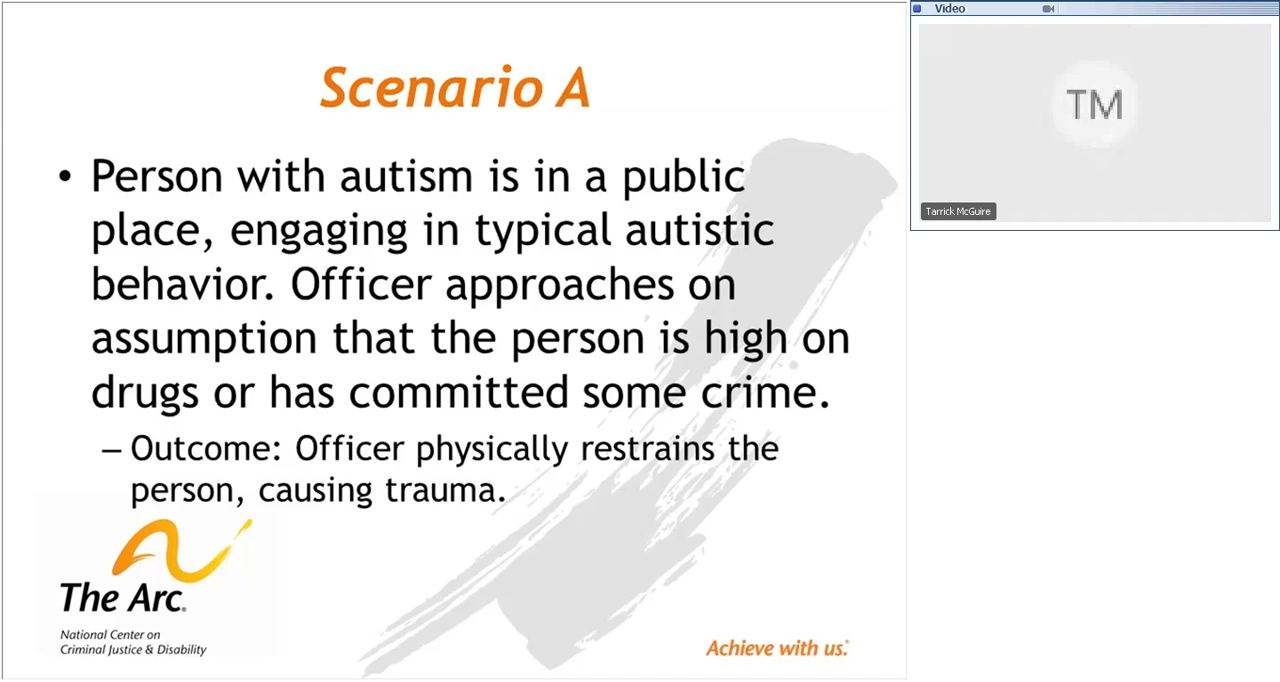 Scenario A
• Person with autism is in a public
place, engaging in typical autistic
behavior. Officer approaches on
assumption that the person is high on
drugs or has committed some crime.
– Outcome: Officer physically restrains the
person, causing trauma.
The Arc®
National Center on
Criminal Justice & Disability
Achieve with us.®
Video
TM
Tarrick McGuire